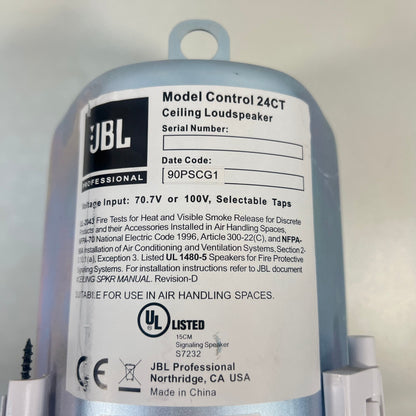 JBL
PROFESSIONAL
Model Control 24CT
Ceiling Loudspeaker
Serial Number:
Date Code:
90PSCG1
Voltage Input: 70.7V or 100V, Selectable Taps
2043 Fire Tests for Heat and Visible Smoke Release for Discrete
Products and their Accessories Installed in Air-Handling Spaces.
NFPA-70 National Electric Code 1996, Article 300-22(C), and NFPA-
Installation of Air Conditioning and Ventilation Systems, Section 2-
(a), Exception 3. Listed UL 1480-5 Speakers for Fire Protective
Signaling Systems. For installation instructions refer to JBL document
CEILING SPKR MANUAL. Revision-D
SUITABLE FOR USE IN AIR HANDLING SPACES.
UL LISTED
15CM
Signaling Speaker
S7232
CE
JBL Professional
Northridge, CA USA
Made in China